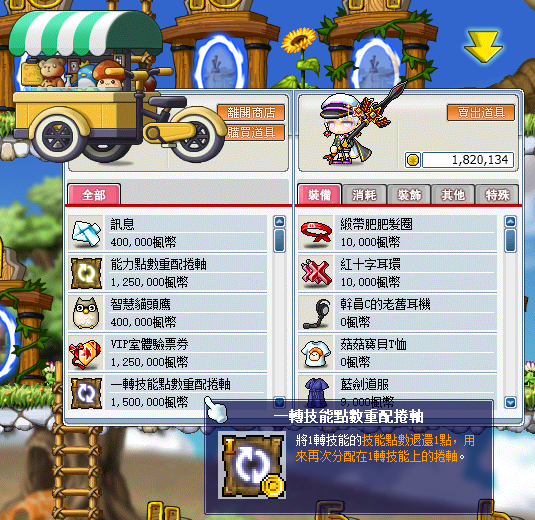 離開商店
購買道具
賣出道具
1,820,134
全部
裝備
消耗
裝飾
其他
特殊
訊息
400,000楓幣
能力點數重配捲軸
1,250,000楓幣
智慧貓頭鷹
400,000楓幣
VIP室體驗票券
1,250,000楓幣
一轉技能點數重配捲軸
1,500,000楓幣
緞帶肥肥髮圈
10,000楓幣
紅十字耳環
10,000楓幣
幹員C的老舊耳機
0楓幣
菇菇寶貝T恤
0楓幣
藍劍道服
9,000楓幣
一轉技能點數重配捲軸
將1轉技能的技能點數退還1點，用
來再次分配在1轉技能上的捲軸。